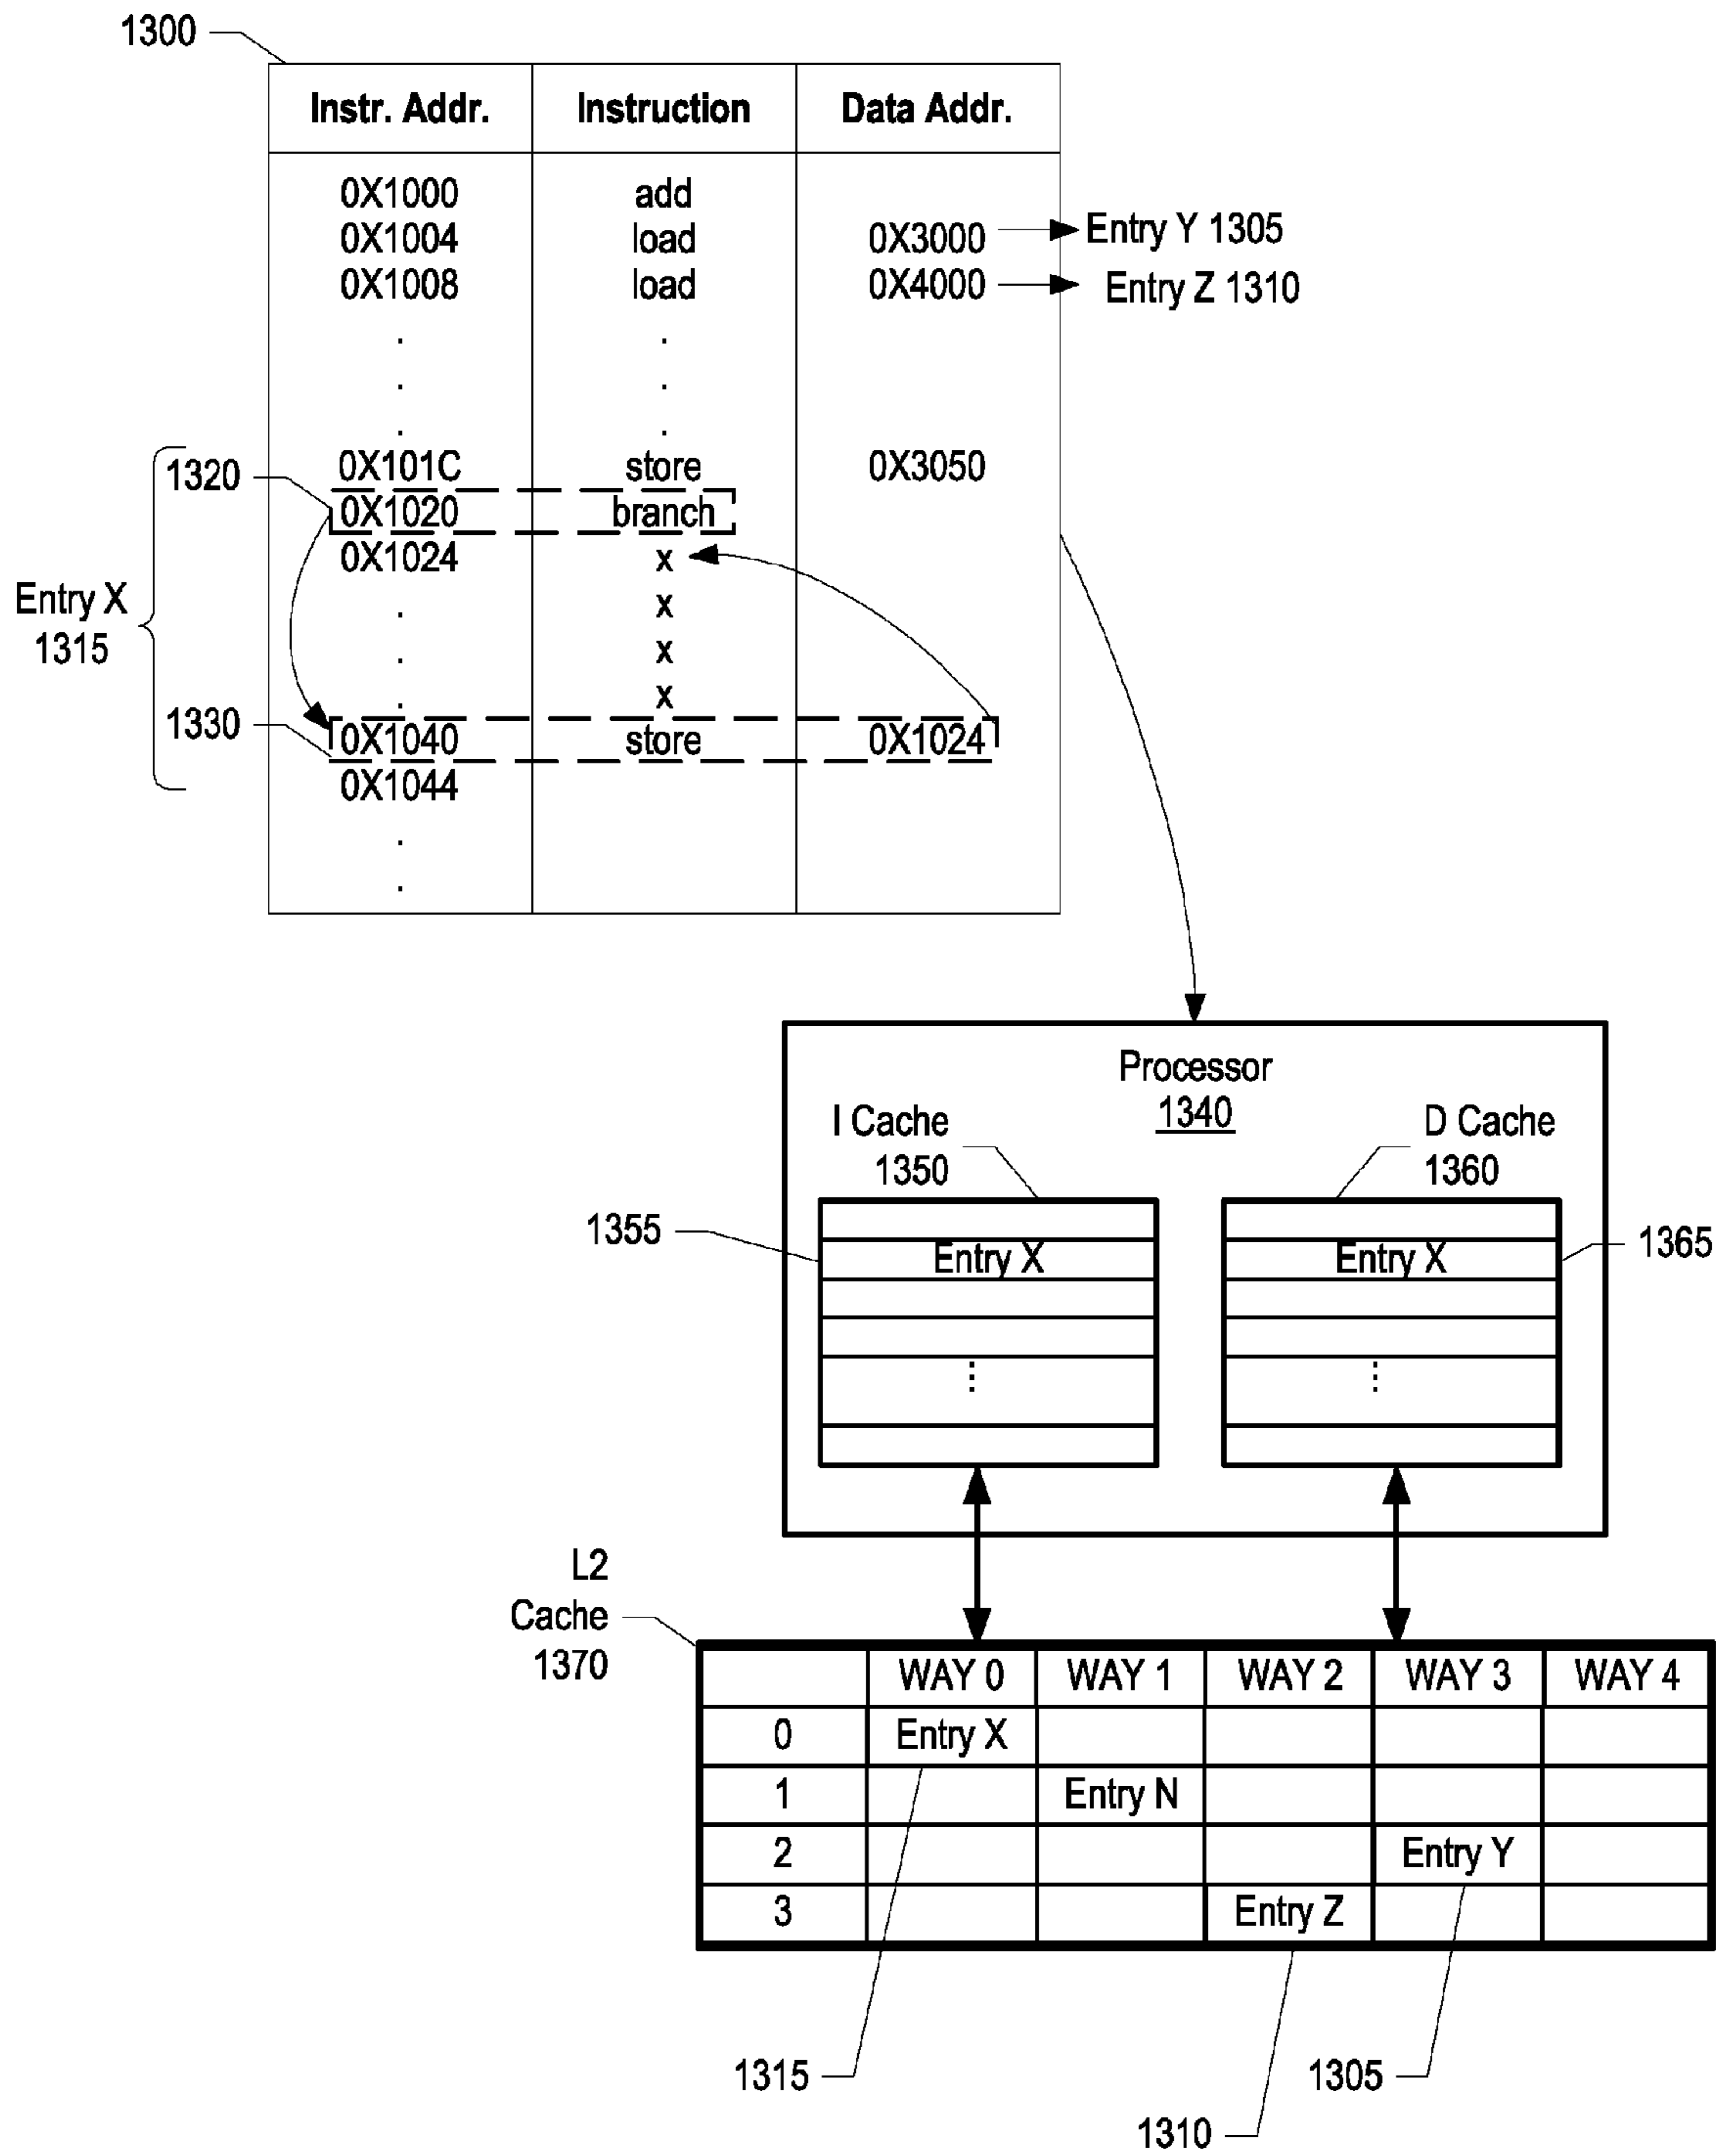 1300
Instr. Addr. Instruction Data Addr.
0X1000 add
0X1004 load 0X3000 Entry Y 1305
0X1008 load 0X4000 Entry Z 1310
. .
. .
. .
0X101C store 0X3050
1320
0X1020 branch
0X1024 x
. x
. x
. x
Entry X
1315
1330
0X1040 store 0X1024
0X1044
.
.
Processor
1340
I Cache
1350
D Cache
1360
1355
Entry X
Entry X
1365
⋮ ⋮
L2
Cache
1370
WAY 0 WAY 1 WAY 2 WAY 3 WAY 4
0 Entry X
1 Entry N
2 Entry Y
3 Entry Z
1315
1305
1310